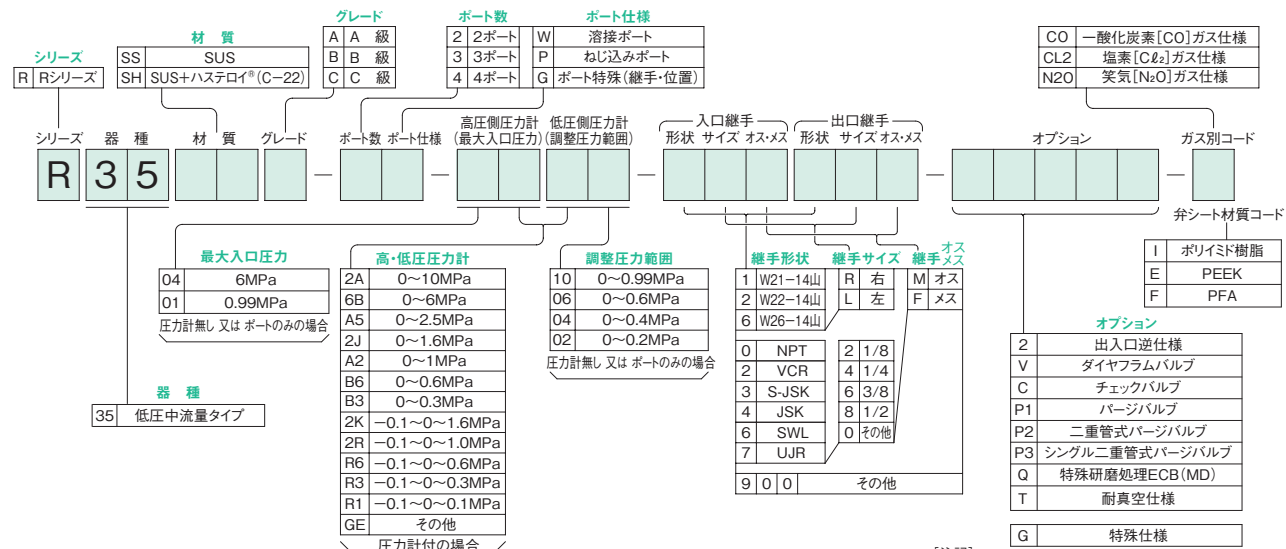 シリーズ
R Rシリーズ
材質
SS SUS
SH SUS+ハステロイ®(C-22)
グレード
A A 級
B B 級
C C 級
ポート数
2 2ポート
3 3ポート
4 4ポート
ポート仕様
W 溶接ポート
P ねじ込みポート
G ポート特殊(継手・位置)
CO 一酸化炭素[CO]ガス仕様
CL2 塩素[Cℓ₂]ガス仕様
N2O 笑気[N₂O]ガス仕様
シリーズ 器種 材質 グレード ポート数 ポート仕様
高圧側圧力計
(最大入口圧力)
低圧側圧力計
(調整圧力範囲)
入口継手
形状 サイズ オス・メス
出口継手
形状 サイズ オス・メス
オプション
ガス別コード
R 3 5 — — — — —
弁シート材質コード
I ポリイミド樹脂
E PEEK
F PFA
最大入口圧力
04 6MPa
01 0.99MPa
圧力計無し 又は ポートのみの場合
器種
35 低圧中流量タイプ
高・低圧圧力計
2A 0〜10MPa
6B 0〜6MPa
A5 0〜2.5MPa
2J 0〜1.6MPa
A2 0〜1MPa
B6 0〜0.6MPa
B3 0〜0.3MPa
2K −0.1〜0〜1.6MPa
2R −0.1〜0〜1.0MPa
R6 −0.1〜0〜0.6MPa
R3 −0.1〜0〜0.3MPa
R1 −0.1〜0〜0.1MPa
GE その他
圧力計付の場合
調整圧力範囲
10 0〜0.99MPa
06 0〜0.6MPa
04 0〜0.4MPa
02 0〜0.2MPa
圧力計無し 又は ポートのみの場合
継手形状
1 W21−14山
2 W22−14山
6 W26−14山
0 NPT
2 VCR
3 S-JSK
4 JSK
6 SWL
7 UJR
9 0 0 その他
継手サイズ
R 右
L 左
2 1/8
4 1/4
6 3/8
8 1/2
0 その他
継手オスメス
M オス
F メス
オプション
2 出入口逆仕様
V ダイヤフラムバルブ
C チェックバルブ
P1 パージバルブ
P2 二重管式パージバルブ
P3 シングル二重管式パージバルブ
Q 特殊研磨処理ECB(MD)
T 耐真空仕様
G 特殊仕様